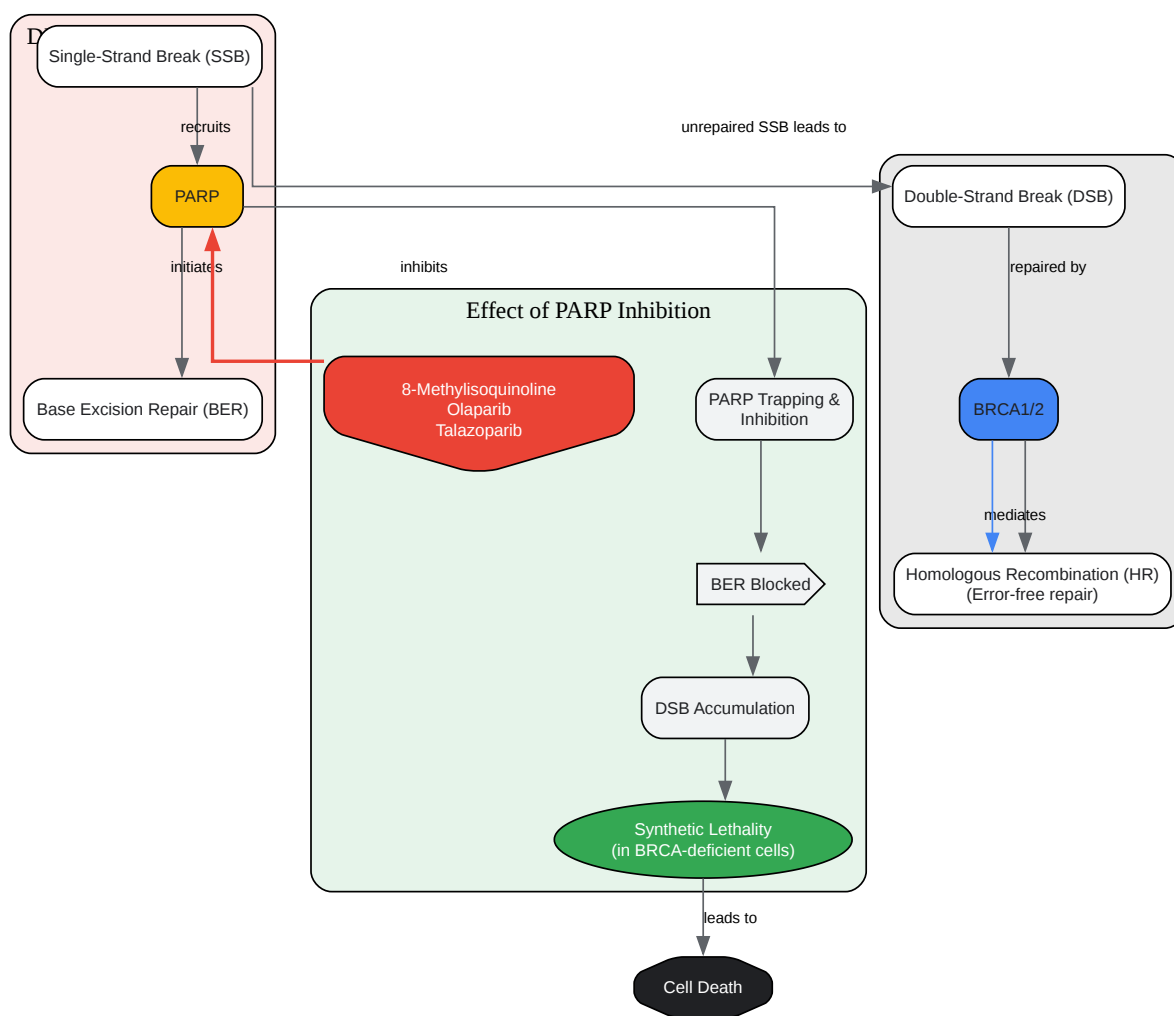 Single-Strand Break (SSB)
recruits
unrepaired SSB leads to
PARP
Double-Strand Break (DSB)
initiates
inhibits
repaired by
Effect of PARP Inhibition
8-Methylisoquinoline
Olaparib
Talazoparib
Base Excision Repair (BER)
PARP Trapping &
Inhibition
BRCA1/2
mediates
BER Blocked
Homologous Recombination (HR)
(Error-free repair)
DSB Accumulation
Synthetic Lethality
(in BRCA-deficient cells)
leads to
Cell Death